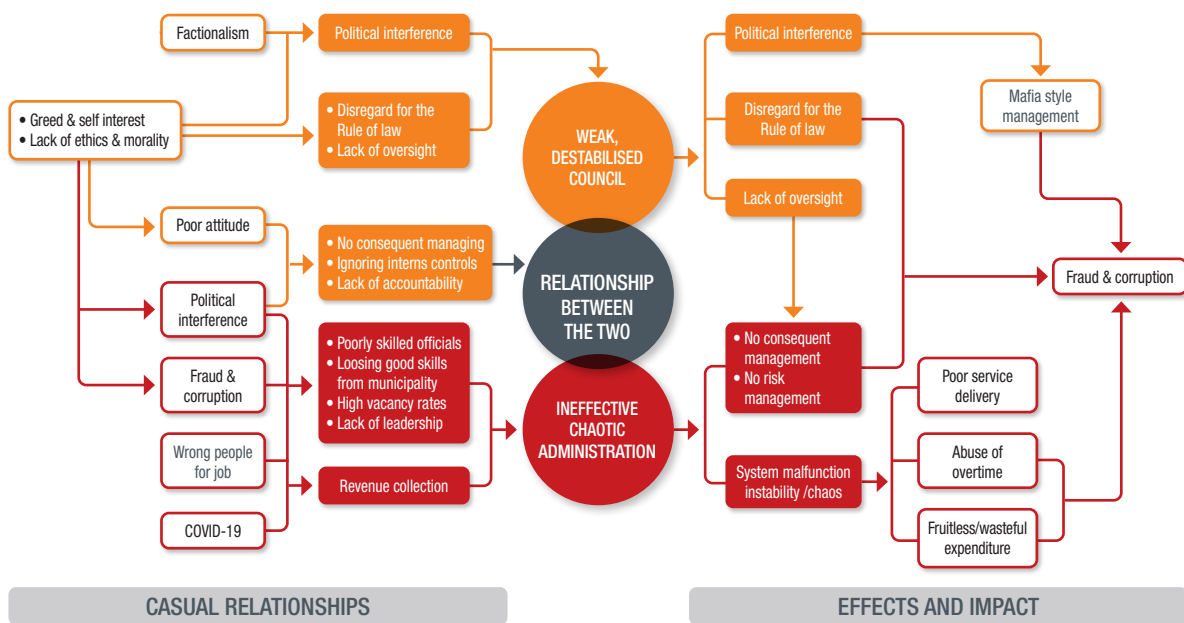 Factionalism
Political interference
• Greed & self interest
• Lack of ethics & morality
• Disregard for the
Rule of law
• Lack of oversight
Poor attitude
• No consequent managing
• Ignoring interns controls
• Lack of accountability
Political
interference
Fraud &
corruption
• Poorly skilled officials
• Loosing good skills
from municipality
• High vacancy rates
• Lack of leadership
Wrong people
for job
Revenue collection
COVID-19
WEAK,
DESTABILISED
COUNCIL
RELATIONSHIP
BETWEEN
THE TWO
INEFFECTIVE
CHAOTIC
ADMINISTRATION
Political interference
Mafia style
management
Disregard for the
Rule of law
Lack of oversight
Fraud & corruption
• No consequent
management
• No risk
management
Poor service
delivery
System malfunction
instability /chaos
Abuse of
overtime
Fruitless/wasteful
expenditure
CASUAL RELATIONSHIPS
EFFECTS AND IMPACT